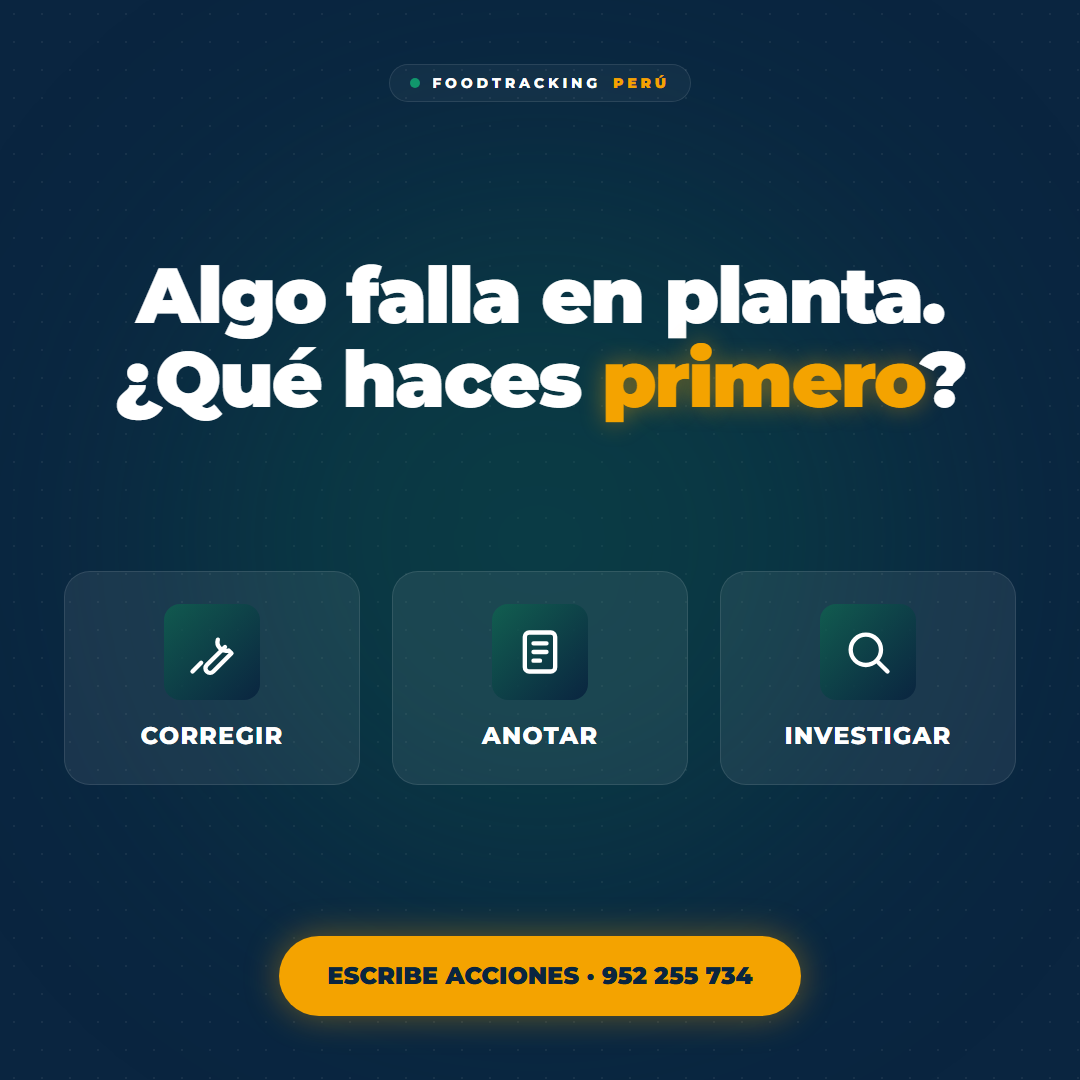 FOODTRACKING PERÚ
Algo falla en planta.
¿Qué haces primero?
CORREGIR
ANOTAR
INVESTIGAR
ESCRIBE ACCIONES • 952 255 734